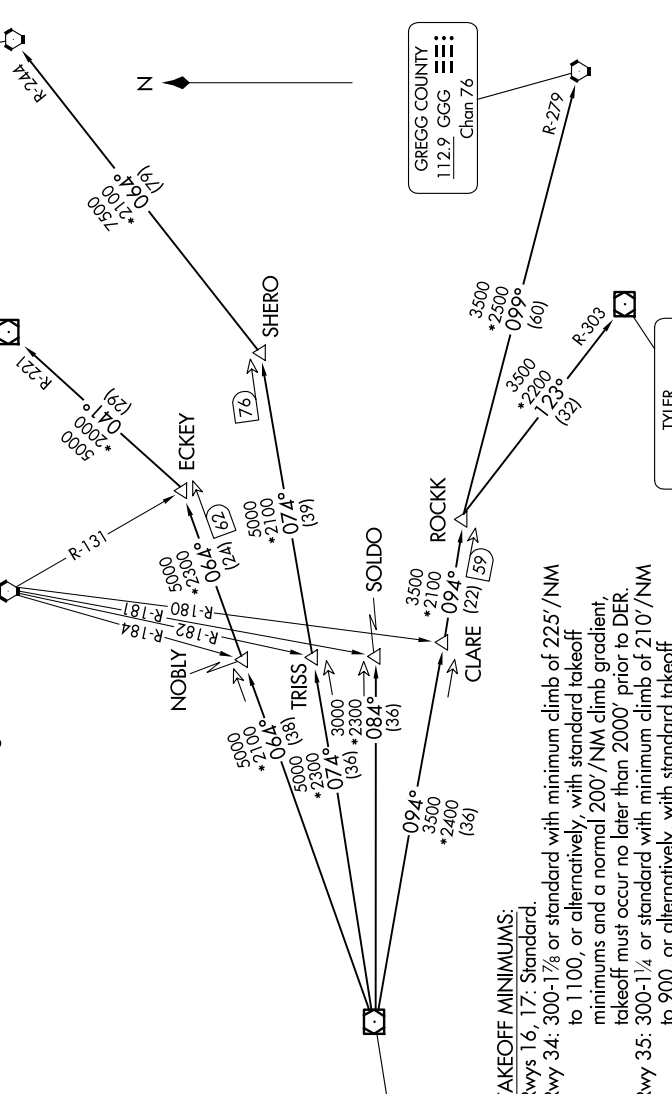 R-244
7500
*2100
064°
(79)
N
GREGG COUNTY
112.9 GGG
Chan 76
R-279
R-221
5000
*2000
041°
(29)
SHERO
76
3500
*2500
099°
(60)
R-303
3500
*2200
123°
(32)
TYLER
ECKEY
R-131
62
5000
*2300
064°
(24)
5000
*2100
074°
(39)
ROCKK
59
3500
*2100
094°
(22)
SOLDO
R-180
R-181
R-182
R-184
NOBLY
TRISS
CLARE
5000
*2100
064°
(38)
5000
*2300
074°
(36)
3000
*2300
084°
(36)
094°
3500
*2400
(36)
TAKEOFF MINIMUMS:
Rwys 16, 17: Standard.
Rwy 34: 300-1⅞ or standard with minimum climb of 225'/NM
to 1100, or alternatively, with standard takeoff
minimums and a normal 200'/NM climb gradient,
takeoff must occur no later than 2000' prior to DER.
Rwy 35: 300-1¼ or standard with minimum climb of 210'/NM
to 900, or alternatively, with standard takeoff